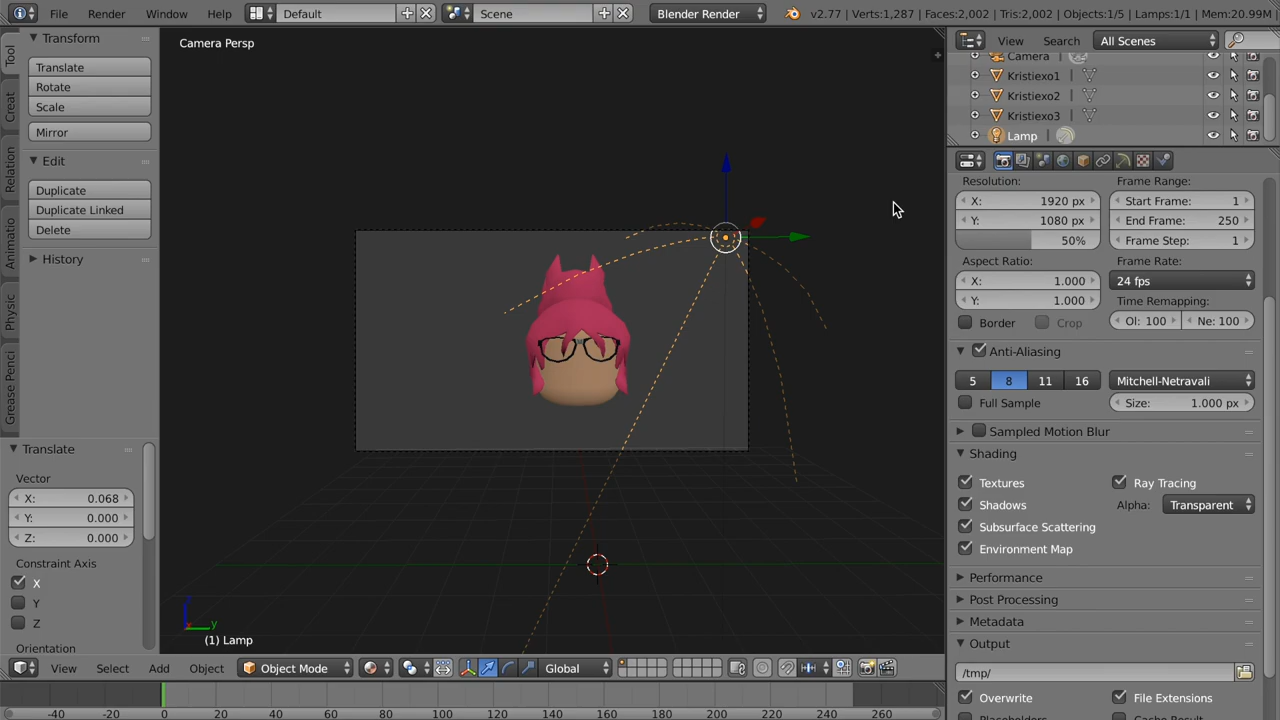 File Render Window Help Default Scene Blender Render v2.77 | Verts:1,287 | Faces:2,002 | Tris:2,002 | Objects:1/5 | Lamps:1/1 | Mem:20.99M
Tool
Creat
Relation
Animatio
Physic
Grease Penci
Transform
Translate
Rotate
Scale
Mirror
Edit
Duplicate
Duplicate Linked
Delete
History
Translate
Vector
X: 0.068
Y: 0.000
Z: 0.000
Constraint Axis
X
Y
Z
Orientation
Camera Persp
z
x y
(1) Lamp
View Select Add Object Object Mode Global
-40 -20 0 20 40 60 80 100 120 140 160 180 200 220 240 260
View Search All Scenes
Camera
Kristiexo1
Kristiexo2
Kristiexo3
Lamp
Resolution: Frame Range:
X: 1920 px Start Frame: 1
Y: 1080 px End Frame: 250
50% Frame Step: 1
Aspect Ratio: Frame Rate:
X: 1.000 24 fps
Y: 1.000 Time Remapping:
Border Crop Ol: 100 Ne: 100
Anti-Aliasing
5 8 11 16 Mitchell-Netravali
Full Sample Size: 1.000 px
Sampled Motion Blur
Shading
Textures Ray Tracing
Shadows Alpha: Transparent
Subsurface Scattering
Environment Map
Performance
Post Processing
Metadata
Output
/tmp/
Overwrite File Extensions